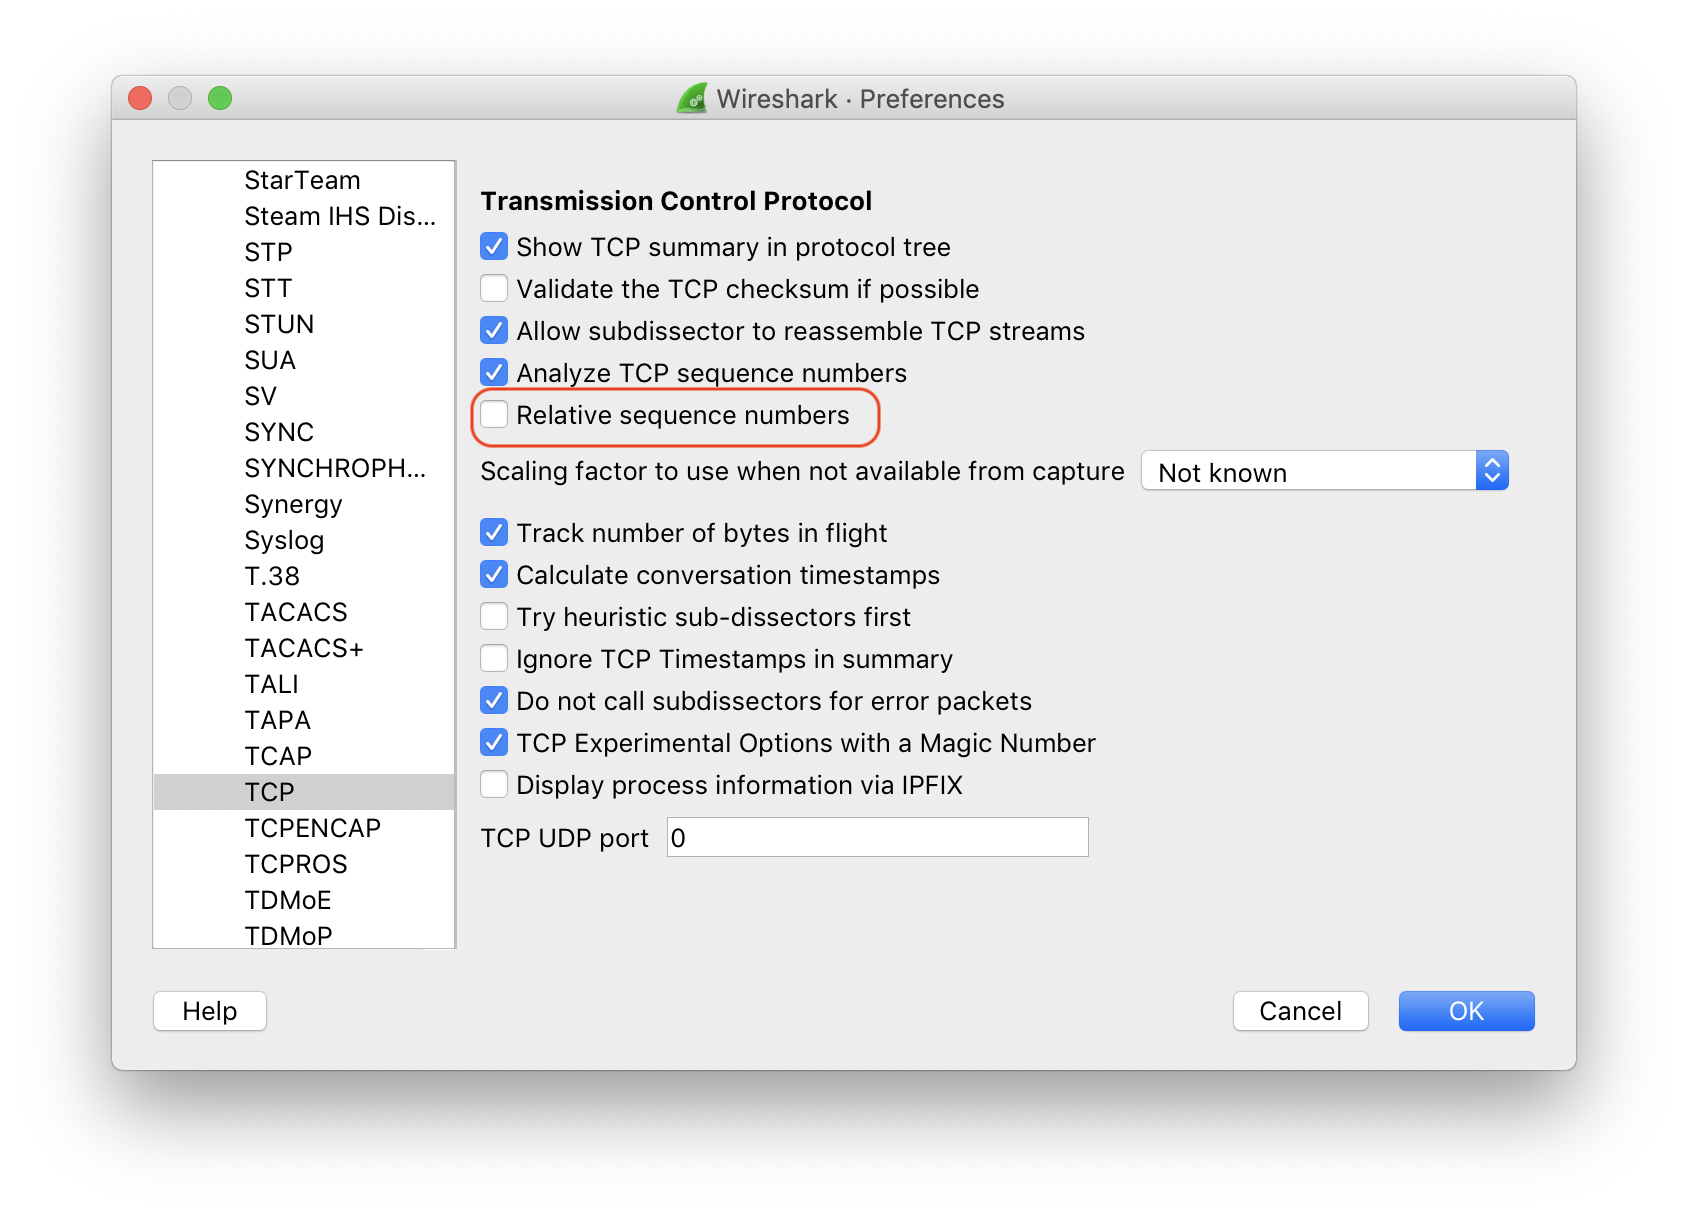 Wireshark · Preferences
StarTeam
Steam IHS Dis...
STP
STT
STUN
SUA
SV
SYNC
SYNCHROPH...
Synergy
Syslog
T.38
TACACS
TACACS+
TALI
TAPA
TCAP
TCP
TCPENCAP
TCPROS
TDMoE
TDMoP
Transmission Control Protocol
Show TCP summary in protocol tree
Validate the TCP checksum if possible
Allow subdissector to reassemble TCP streams
Analyze TCP sequence numbers
Relative sequence numbers
Scaling factor to use when not available from capture Not known
Track number of bytes in flight
Calculate conversation timestamps
Try heuristic sub-dissectors first
Ignore TCP Timestamps in summary
Do not call subdissectors for error packets
TCP Experimental Options with a Magic Number
Display process information via IPFIX
TCP UDP port 0
Help Cancel OK